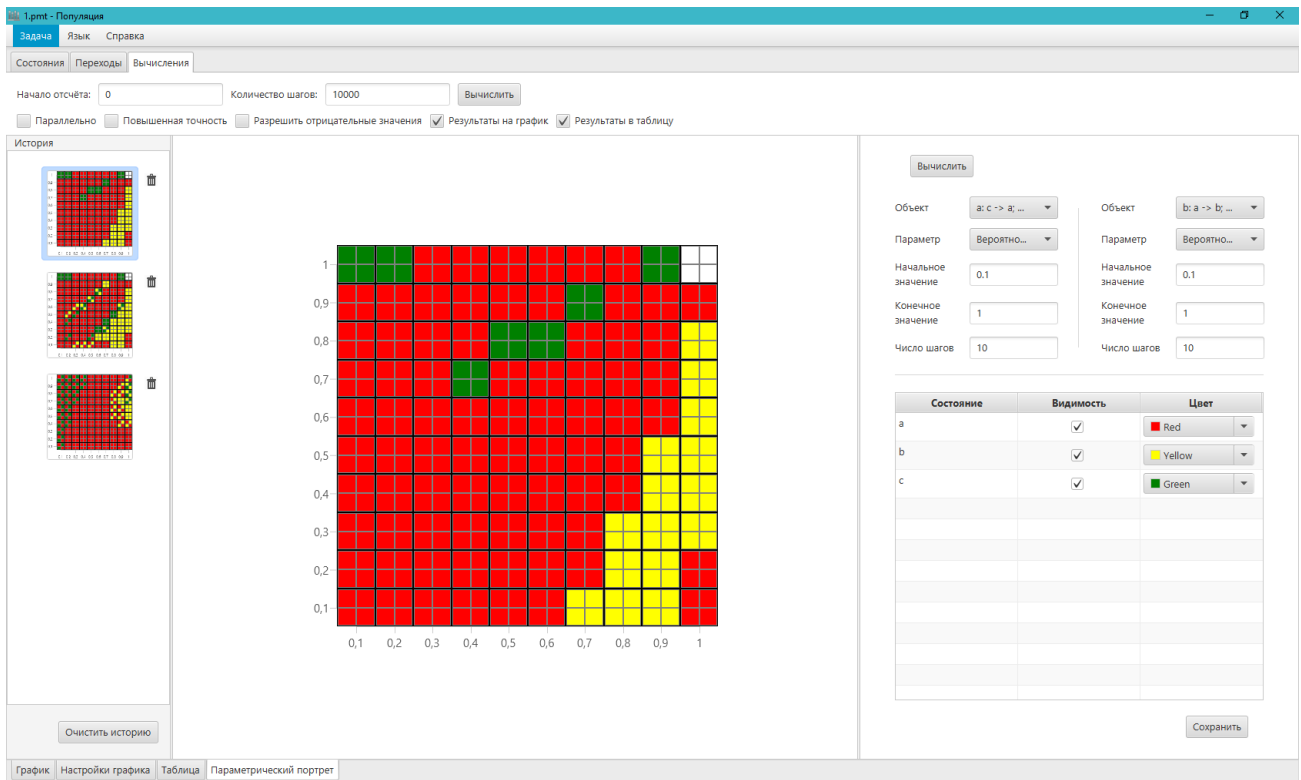 1.pmt - Популяция
Задача Язык Справка
Состояния Переходы Вычисления
Начало отсчёта: 0 Количество шагов: 10000 Вычислить
Параллельно Повышенная точность Разрешить отрицательные значения Результаты на график Результаты в таблицу
История
Вычислить
Объект a: c -> a; ... Объект b: a -> b; ...
Параметр Вероятно... Параметр Вероятно...
Начальное значение 0.1 Начальное значение 0.1
Конечное значение 1 Конечное значение 1
Число шагов 10 Число шагов 10
1
0,9
0,8
0,7
0,6
0,5
0,4
0,3
0,2
0,1
0,1 0,2 0,3 0,4 0,5 0,6 0,7 0,8 0,9 1
Состояние Видимость Цвет
a Red
b Yellow
c Green
Очистить историю
Сохранить
График Настройки графика Таблица Параметрический портрет